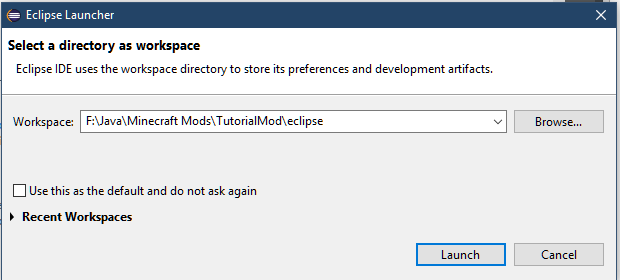 Eclipse Launcher
Select a directory as workspace
Eclipse IDE uses the workspace directory to store its preferences and development artifacts.
Workspace: F:\Java\Minecraft Mods\TutorialMod\eclipse Browse...
Use this as the default and do not ask again
Recent Workspaces
Launch Cancel